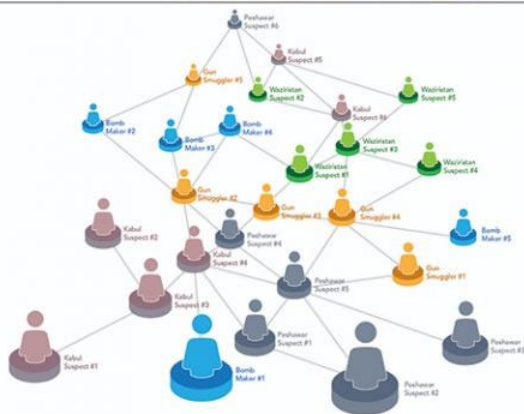 Peshawar
Suspect #6
Kabul
Suspect #5
Gun
Smuggler #5
Waziristan
Suspect #2
Waziristan
Suspect #5
Kabul
Suspect #6
Bomb
Maker #2
Bomb
Maker #3
Bomb
Maker #4
Waziristan
Suspect #3
Waziristan
Suspect #1
Waziristan
Suspect #4
Gun
Smuggler #2
Gun
Smuggler #3
Gun
Smuggler #4
Kabul
Suspect #2
Peshawar
Suspect #4
Bomb
Maker #5
Kabul
Suspect #4
Gun
Smuggler #1
Peshawar
Suspect #5
Kabul
Suspect #3
Peshawar
Suspect #1
Peshawar
Suspect #3
Kabul
Suspect #1
Bomb
Maker #1
Peshawar
Suspect #2